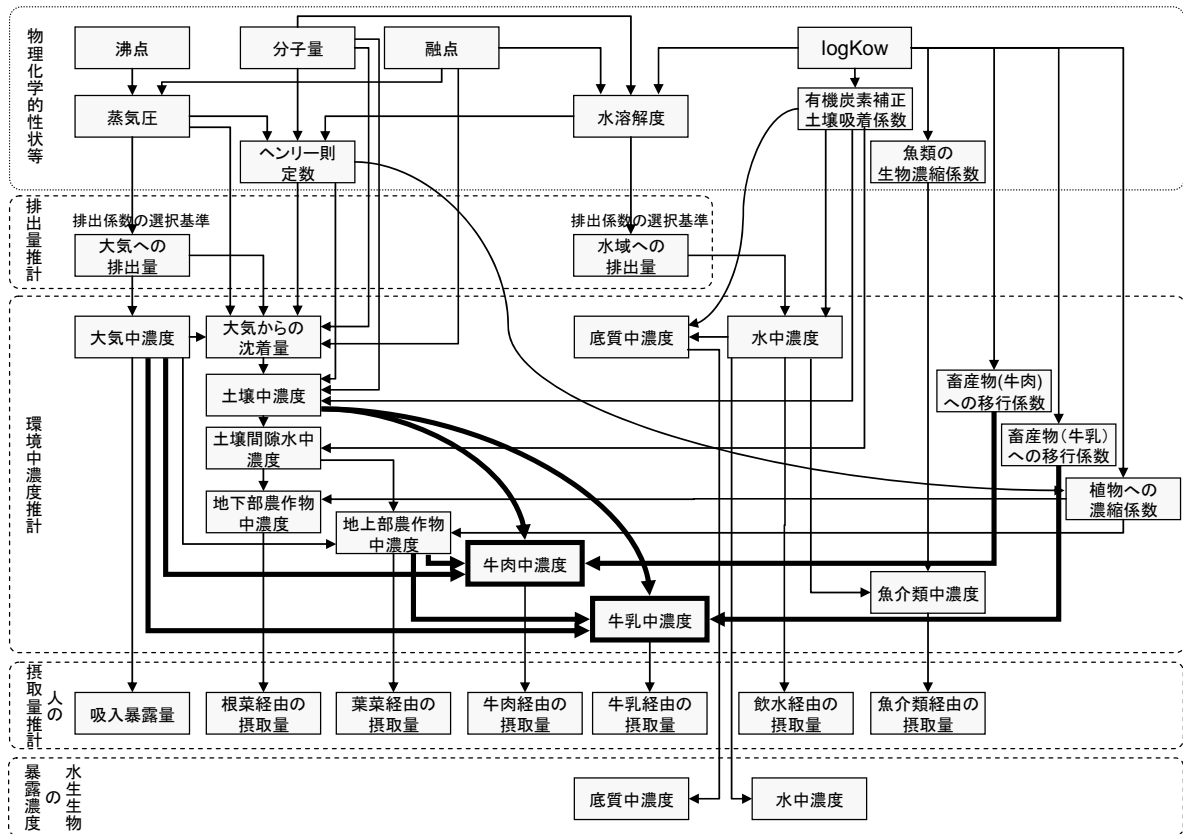 物理化学的性状等
沸点
分子量
融点
logKow
蒸気圧
水溶解度
有機炭素補正
土壌吸着係数
ヘンリー則
定数
魚類の
生物濃縮係数
排出量推計
排出係数の選択基準
排出係数の選択基準
大気への
排出量
水域への
排出量
環境中濃度推計
大気中濃度
大気からの
沈着量
底質中濃度
水中濃度
土壌中濃度
畜産物(牛肉)
への移行係数
土壌間隙水中
濃度
畜産物(牛乳)
への移行係数
地下部農作物
中濃度
植物への
濃縮係数
地上部農作物
中濃度
牛肉中濃度
魚介類中濃度
牛乳中濃度
人の
摂取量推計
吸入暴露量
根菜経由の
摂取量
葉菜経由の
摂取量
牛肉経由の
摂取量
牛乳経由の
摂取量
飲水経由の
摂取量
魚介類経由の
摂取量
水生生物
の
暴露濃度
底質中濃度
水中濃度